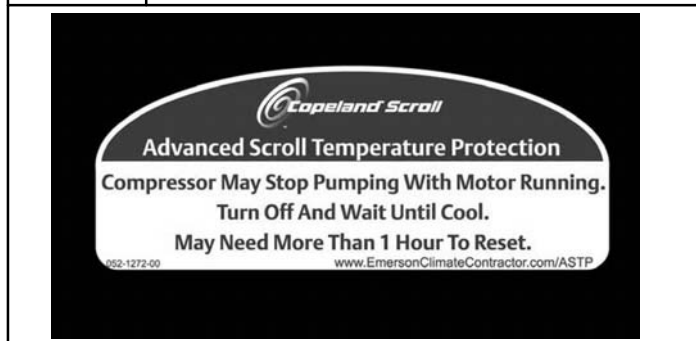 Copeland Scroll
™
Advanced Scroll Temperature Protection
Compressor May Stop Pumping With Motor Running.
Turn Off And Wait Until Cool.
May Need More Than 1 Hour To Reset.
052-1272-00 www.EmersonClimateContractor.com/ASTP